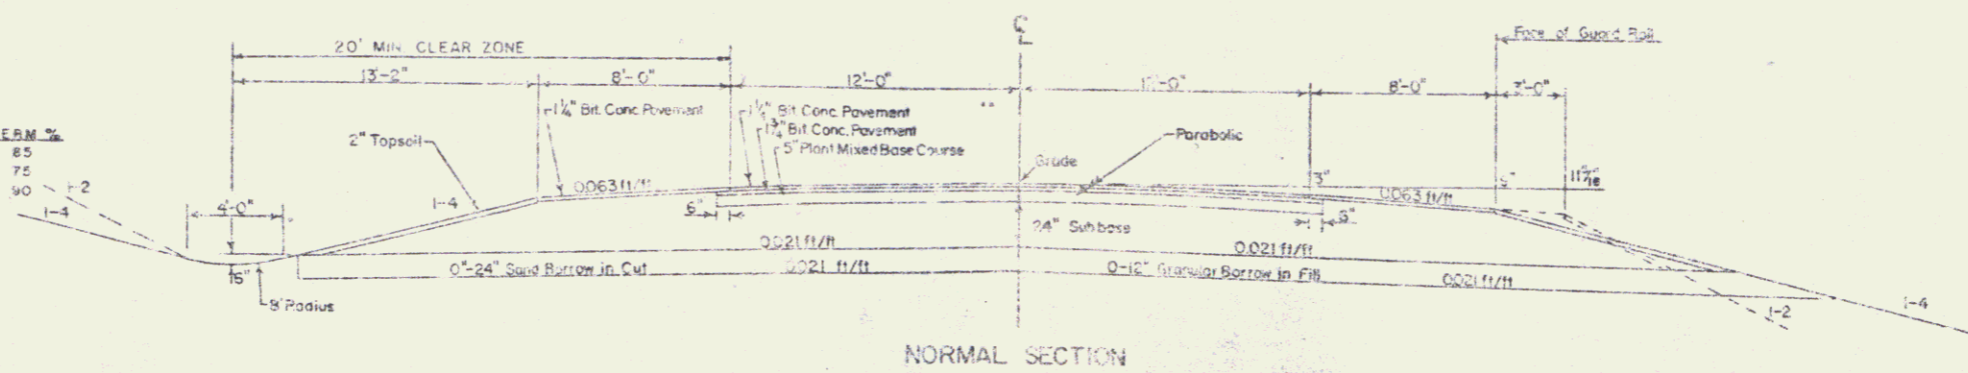 ℄
Face of Guard Rail
20' MIN CLEAR ZONE
13'-2"
8'-0"
12'-0"
8'-0"
1¼" Bit. Conc. Pavement
1¼" Bit Conc. Pavement
1¾" Bit Conc. Pavement
5" Plant Mixed Base Course
2" Topsoil
Parabolic
Grade
85
75
90
1-2
1-4
4'-0"
1-4
0.063 ft/ft
6"
3"
0.063 ft/ft
24" Subbase
0.021 ft/ft
0.021 ft/ft
0"-24" Sand Borrow in Cut
0.021 ft/ft
0-12" Granular Borrow in Fill
0.021 ft/ft
15"
8' Radius
1-2
1-4
NORMAL SECTION